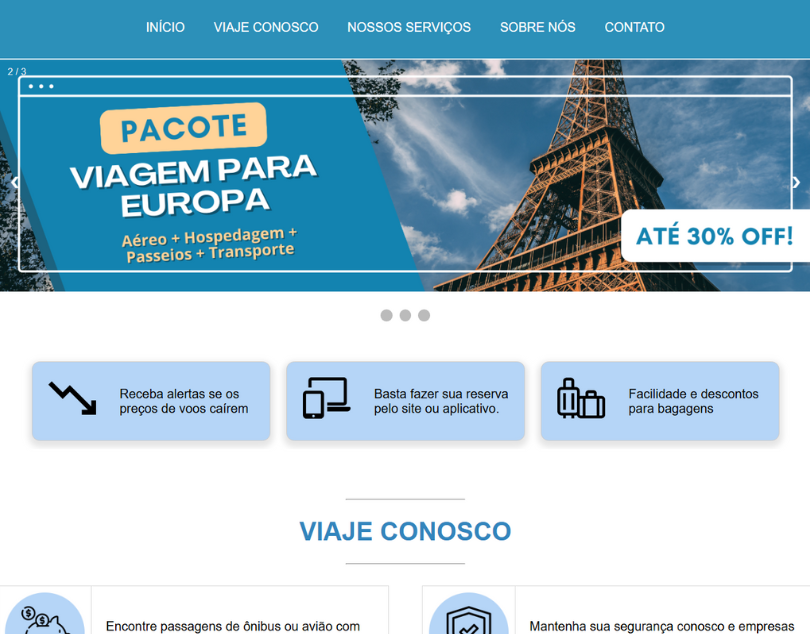 INÍCIO VIAJE CONOSCO NOSSOS SERVIÇOS SOBRE NÓS CONTATO
2 / 3
PACOTE
VIAGEM PARA
EUROPA
Aéreo + Hospedagem +
Passeios + Transporte
ATÉ 30% OFF!
❮
❯
Receba alertas se os
preços de voos caírem
Basta fazer sua reserva
pelo site ou aplicativo.
Facilidade e descontos
para bagagens
VIAJE CONOSCO
Encontre passagens de ônibus ou avião com
Mantenha sua segurança conosco e empresas